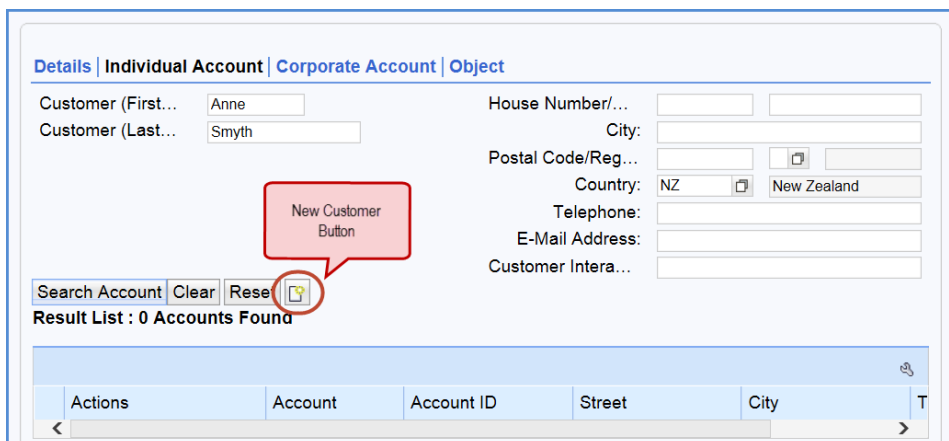 Details | Individual Account | Corporate Account | Object
Customer (First... Anne House Number/...
Customer (Last... Smyth City:
Postal Code/Reg...
Country: NZ New Zealand
Telephone:
E-Mail Address:
Customer Intera...
New Customer
Button
Search Account Clear Reset
Result List : 0 Accounts Found
Actions Account Account ID Street City T